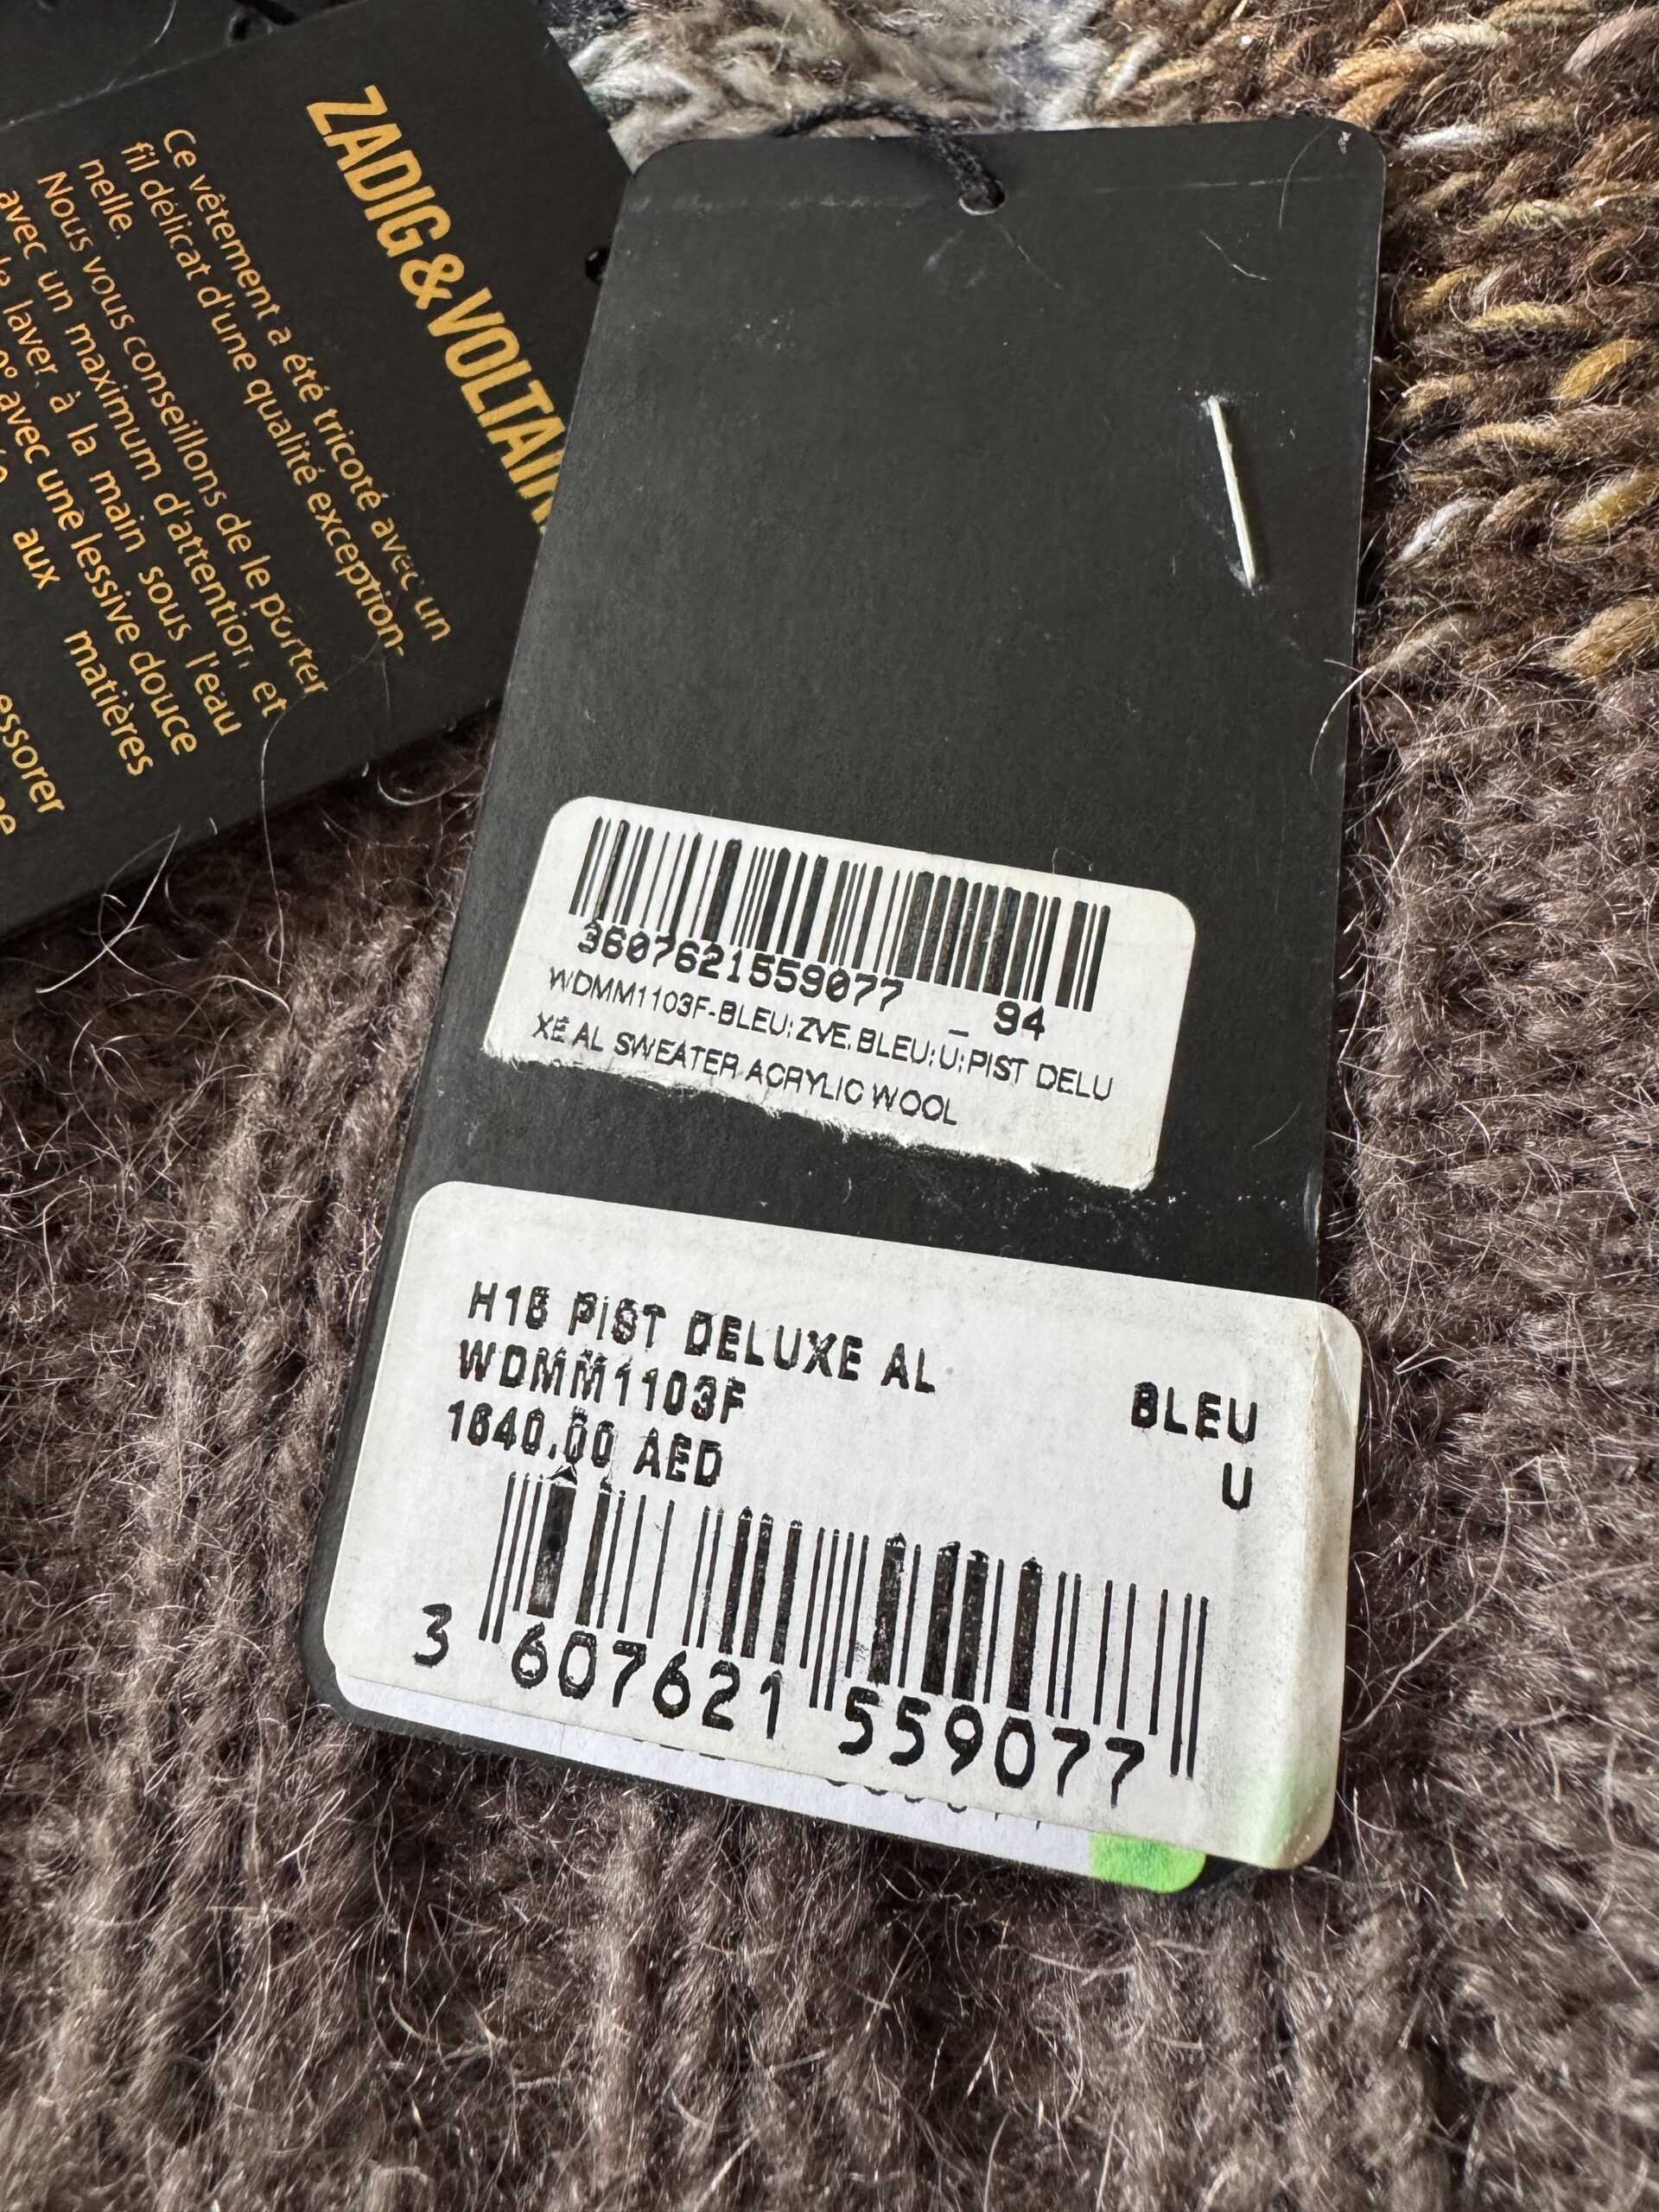 ZADIG&VOLTAI
Ce vêtement a été tricoté avec un
fil délicat d'une qualité exception-
nelle.
Nous vous conseillons de le porter
avec un maximum d'attention, et
laver à la main sous l'eau
avec une lessive douce
aux matières
essorer
3607621559077 _ 94
WDMM1103F-BLEU;ZVE.BLEU;U;PIST DELU
XE AL SWEATER ACRYLIC WOOL
H15 PIST DELUXE AL
WDMM1103F BLEU
1640.00 AED U
3 607621 559077